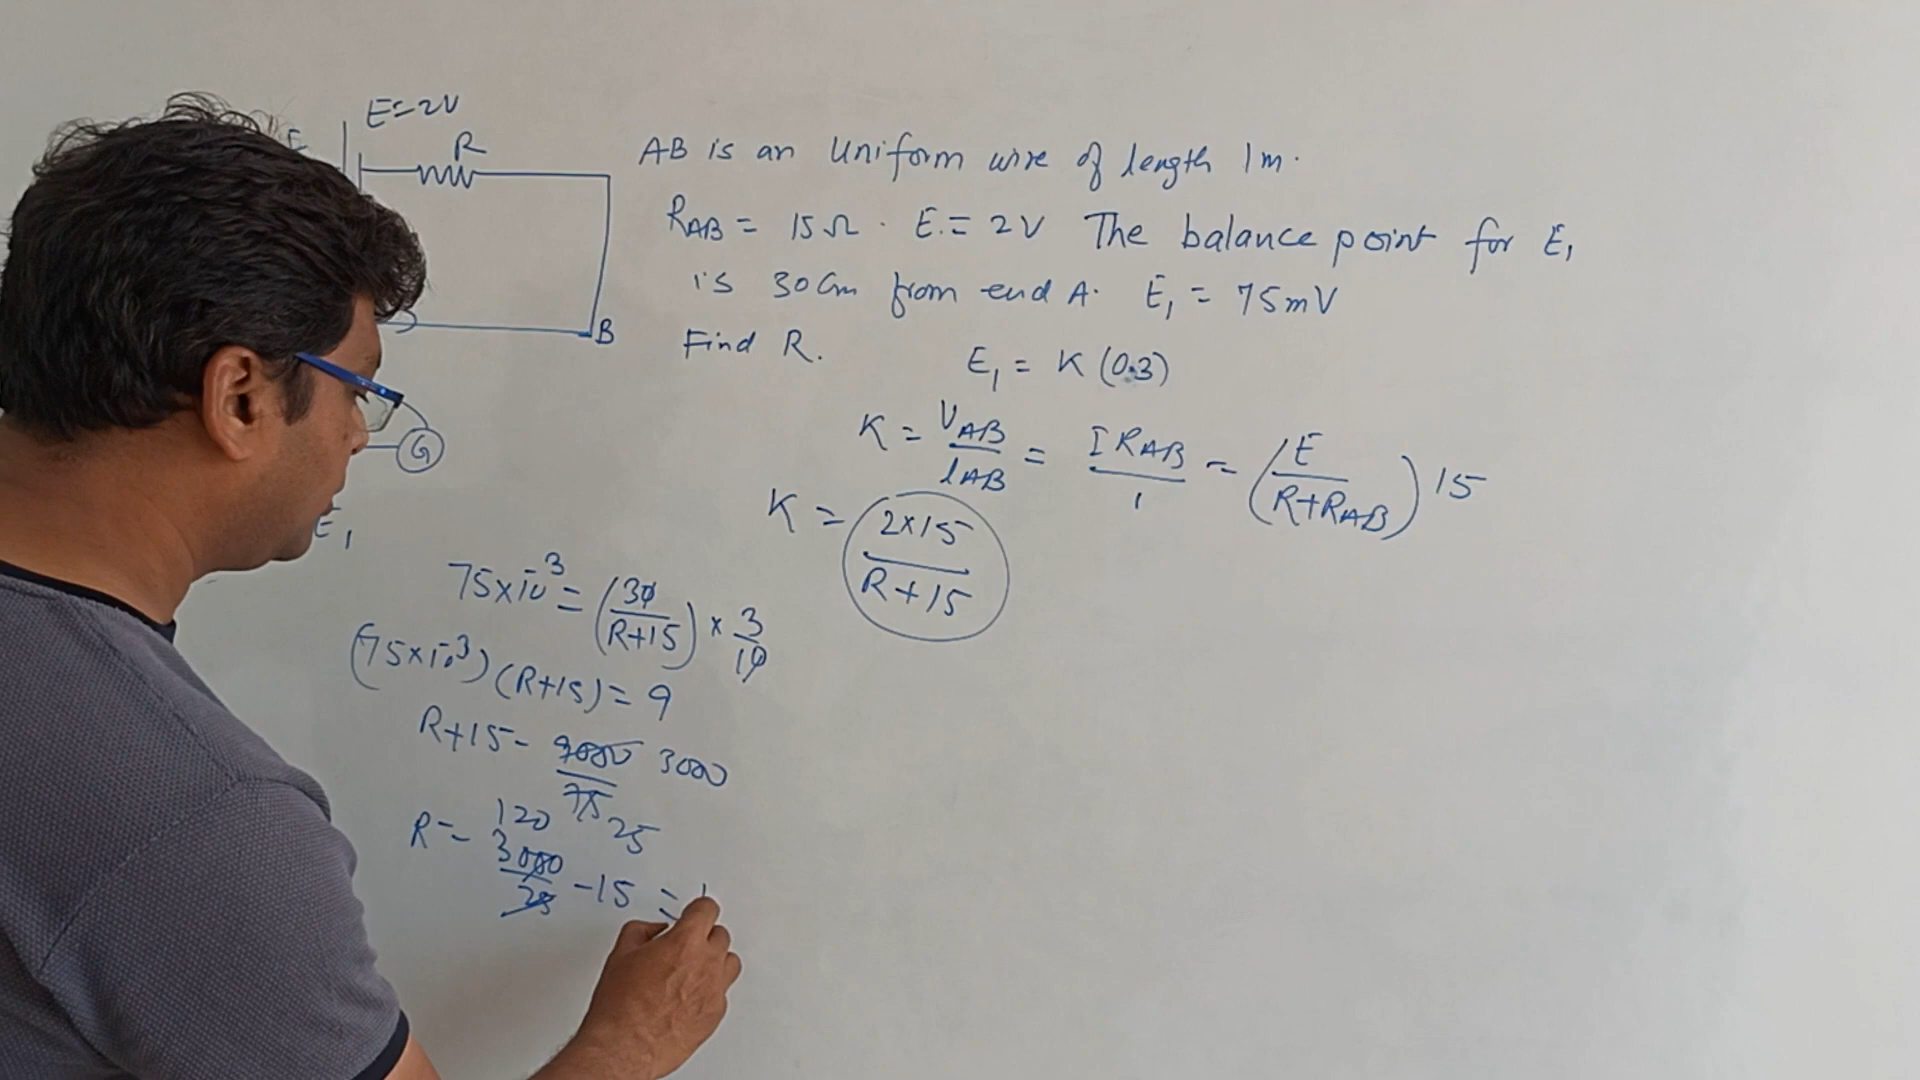 E=2V
E
R
AB is an uniform wire of length 1m.
R_AB = 15Ω. E = 2V The balance point for E₁
is 30cm from end A. E₁ = 75mV
Find R.
B
G
E₁
E₁ = K (0.3)
K = V_AB / l_AB = I R_AB / 1 = (E / (R+R_AB)) 15
K = 2×15 / (R+15)
75×10⁻³ = (30 / (R+15)) × 3/10
(75×10⁻³)(R+15) = 9
R+15 = 9000/75 3000 25
R = 120 3000/25 - 15 = 1